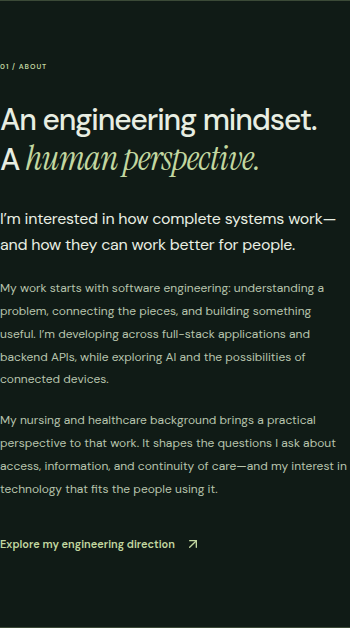 01 / ABOUT
An engineering mindset.
A human perspective.
I'm interested in how complete systems work—
and how they can work better for people.
My work starts with software engineering: understanding a
problem, connecting the pieces, and building something
useful. I'm developing across full-stack applications and
backend APIs, while exploring AI and the possibilities of
connected devices.
My nursing and healthcare background brings a practical
perspective to that work. It shapes the questions I ask about
access, information, and continuity of care—and my interest in
technology that fits the people using it.
Explore my engineering direction